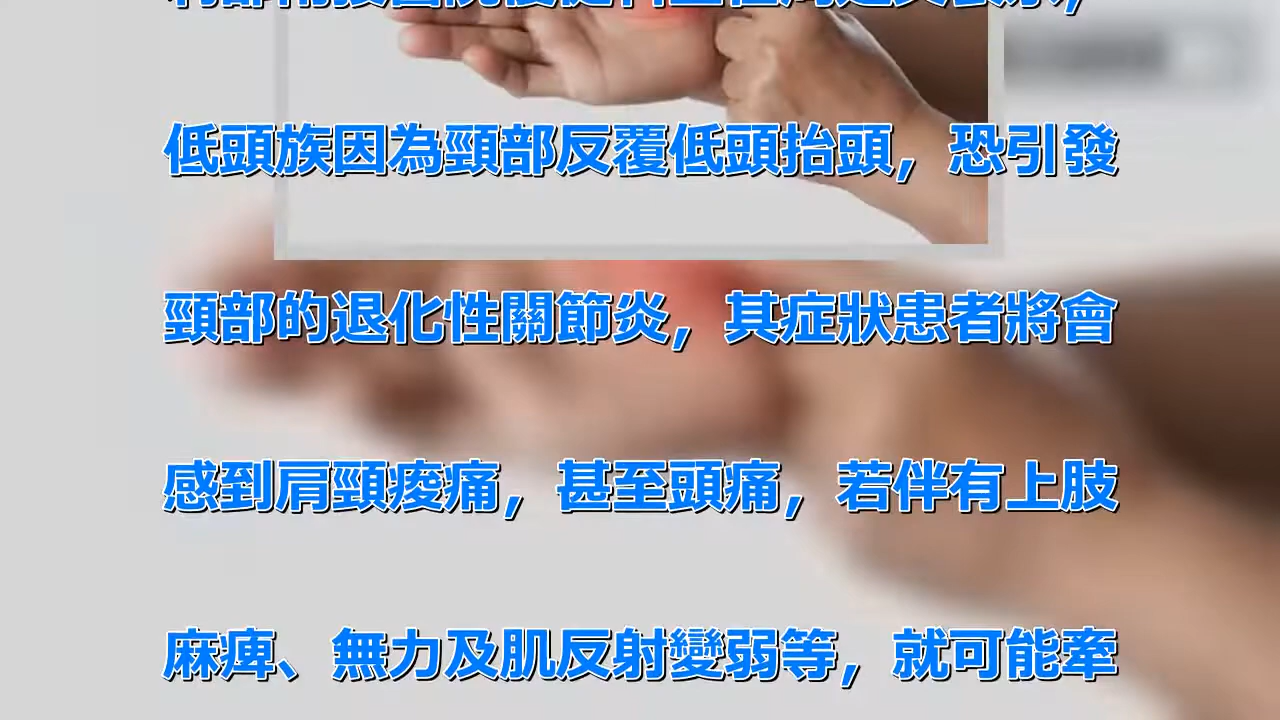 低頭族因為頸部反覆低頭抬頭，恐引發
頸部的退化性關節炎，其症狀患者將會
感到肩頸痠痛，甚至頭痛，若伴有上肢
麻痺、無力及肌反射變弱等，就可能牽